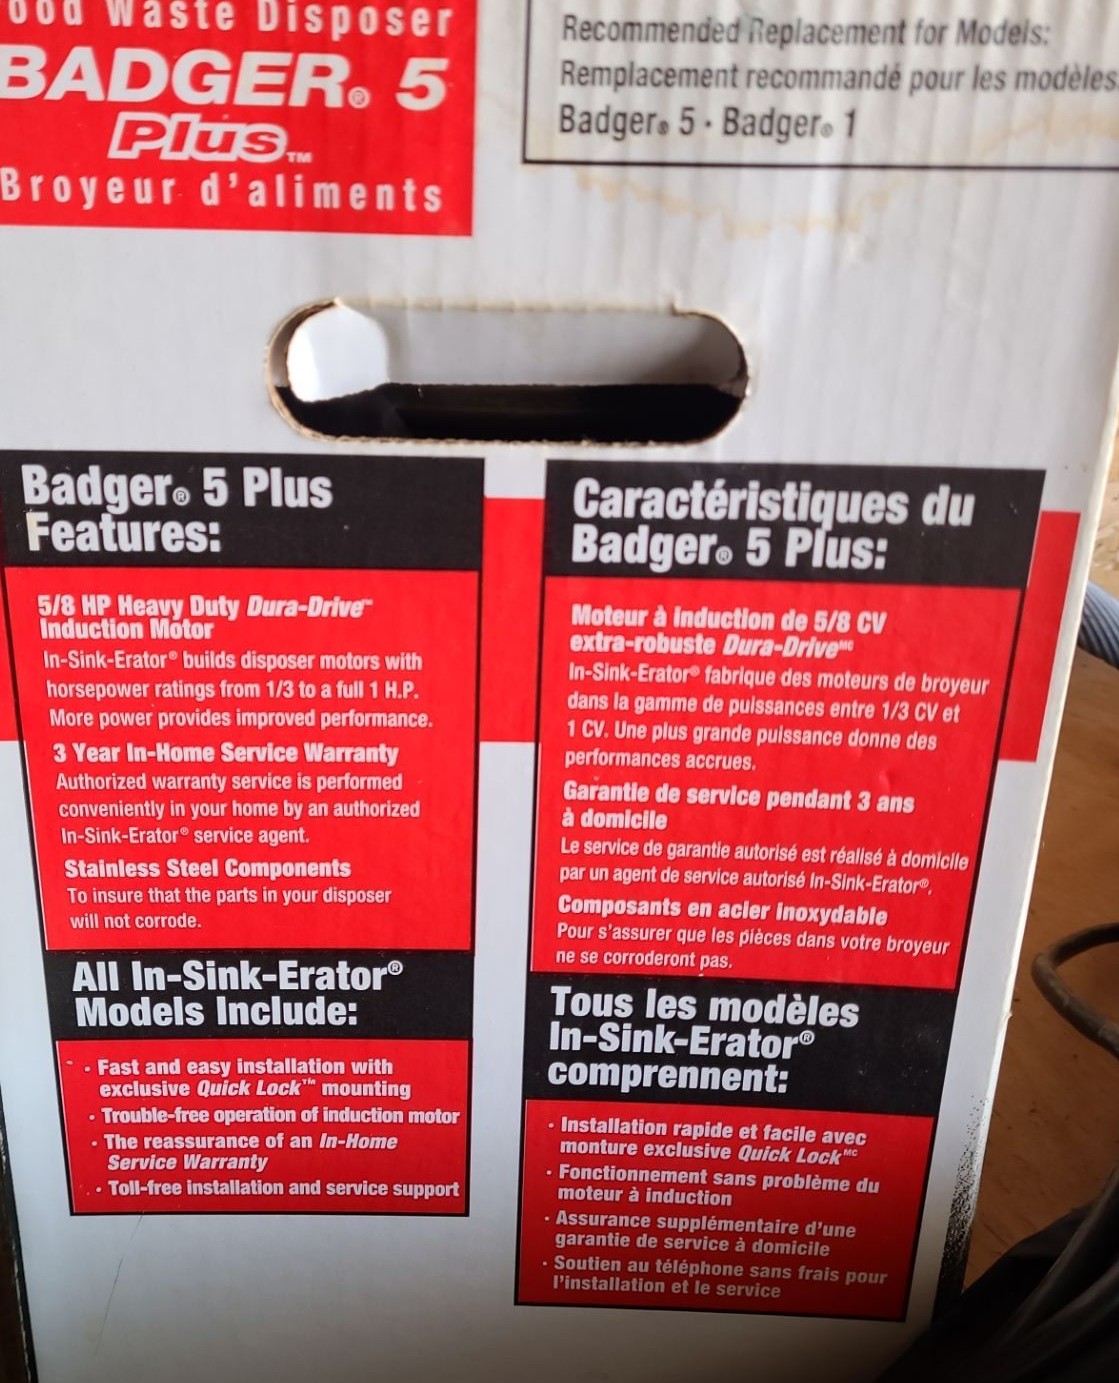 Food Waste Disposer
BADGER® 5
Plus™
Broyeur d'aliments
Recommended Replacement for Models:
Remplacement recommandé pour les modèles
Badger® 5 · Badger® 1
Badger® 5 Plus
Features:
5/8 HP Heavy Duty Dura-Drive™
Induction Motor
In-Sink-Erator® builds disposer motors with
horsepower ratings from 1/3 to a full 1 H.P.
More power provides improved performance.
3 Year In-Home Service Warranty
Authorized warranty service is performed
conveniently in your home by an authorized
In-Sink-Erator® service agent.
Stainless Steel Components
To insure that the parts in your disposer
will not corrode.
All In-Sink-Erator®
Models Include:
· Fast and easy installation with
exclusive Quick Lock™ mounting
· Trouble-free operation of induction motor
· The reassurance of an In-Home
Service Warranty
· Toll-free installation and service support
Caractéristiques du
Badger® 5 Plus:
Moteur à induction de 5/8 CV
extra-robuste Dura-Drive MC
In-Sink-Erator® fabrique des moteurs de broyeur
dans la gamme de puissances entre 1/3 CV et
1 CV. Une plus grande puissance donne des
performances accrues.
Garantie de service pendant 3 ans
à domicile
Le service de garantie autorisé est réalisé à domicile
par un agent de service autorisé In-Sink-Erator®.
Composants en acier inoxydable
Pour s'assurer que les pièces dans votre broyeur
ne se corroderont pas.
Tous les modèles
In-Sink-Erator®
comprennent:
· Installation rapide et facile avec
monture exclusive Quick Lock MC
· Fonctionnement sans problème du
moteur à induction
· Assurance supplémentaire d'une
garantie de service à domicile
· Soutien au téléphone sans frais pour
l'installation et le service